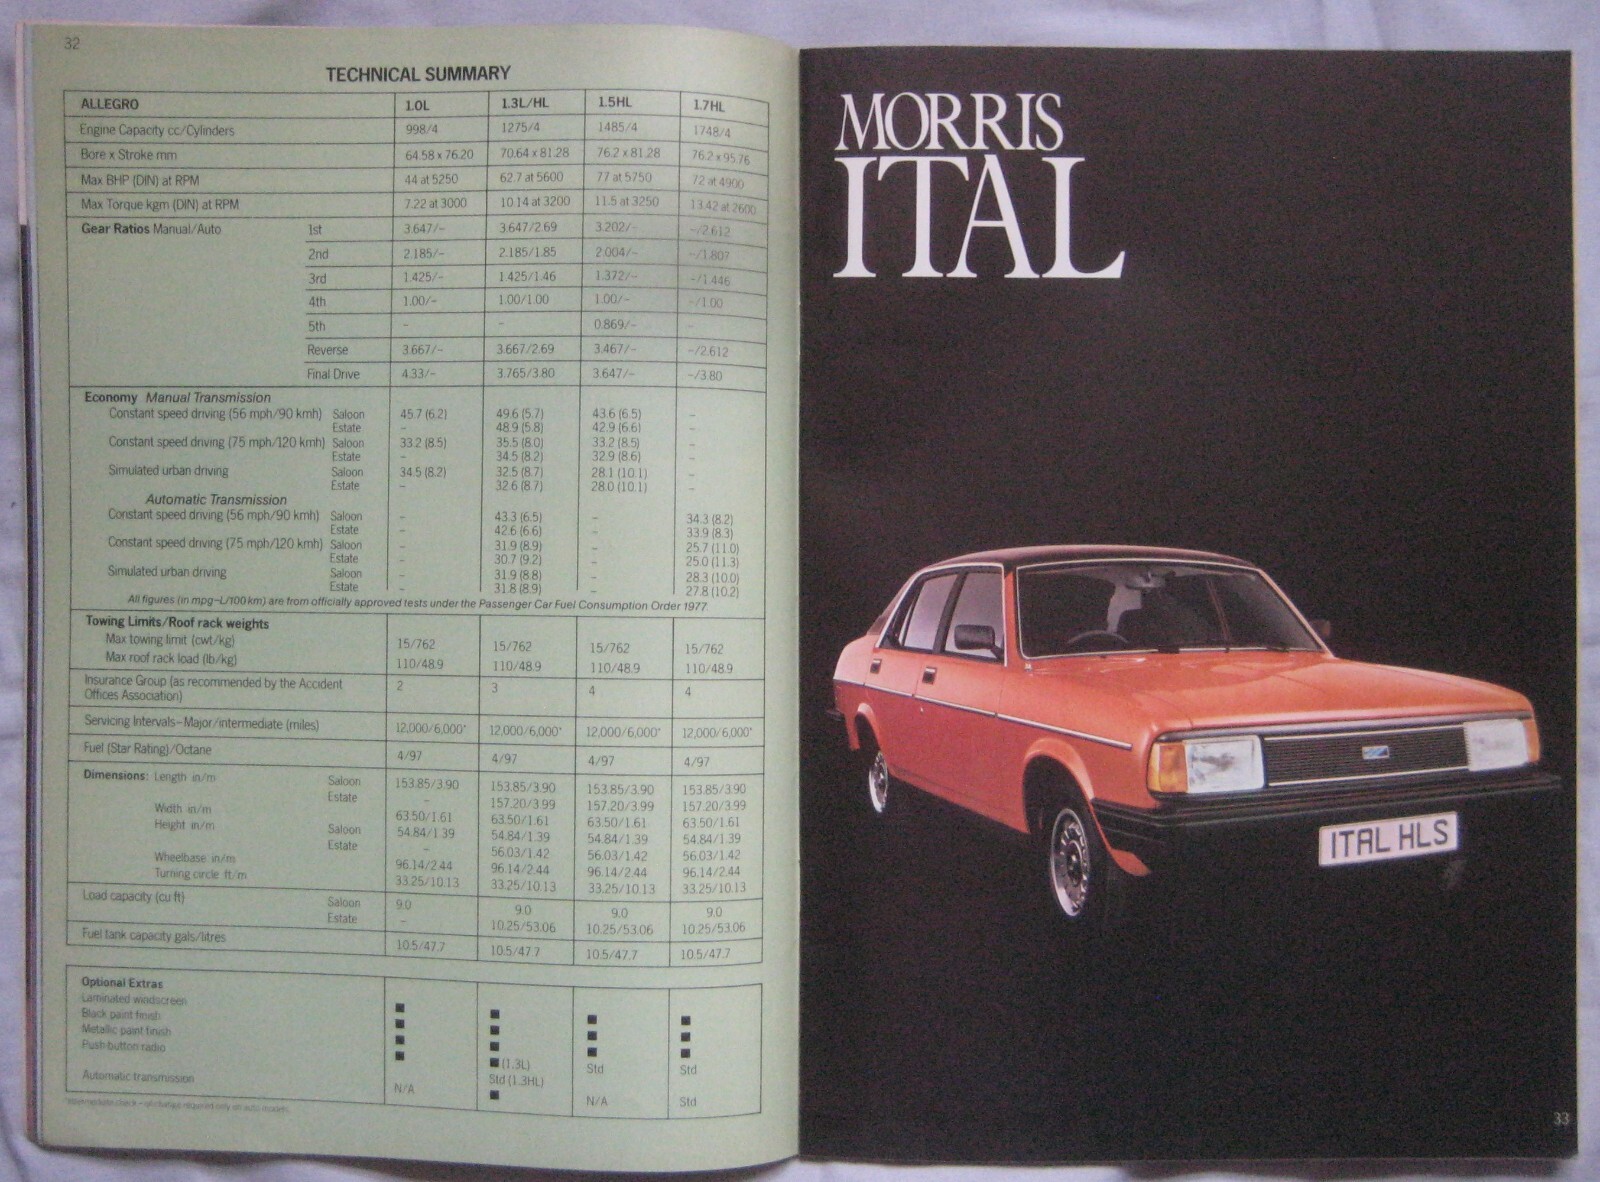 32
TECHNICAL SUMMARY
ALLEGRO 1.0L 1.3L/HL 1.5HL 1.7HL
Engine Capacity cc/Cylinders 998/4 1275/4 1485/4 1748/4
Bore x Stroke mm 64.58 x 76.20 70.64 x 81.28 76.2 x 81.28 76.2 x 95.76
Max BHP (DIN) at RPM 44 at 5250 62.7 at 5600 77 at 5750 72 at 4900
Max Torque kgm (DIN) at RPM 7.22 at 3000 10.14 at 3200 11.5 at 3250 13.42 at 2600
Gear Ratios Manual/Auto 1st 3.647/– 3.647/2.69 3.202/– –/2.612
2nd 2.185/– 2.185/1.85 2.004/– –/1.807
3rd 1.425/– 1.425/1.46 1.372/– –/1.446
4th 1.00/– 1.00/1.00 1.00/– –/1.00
5th – – 0.869/– –
Reverse 3.667/– 3.667/2.69 3.467/– –/2.612
Final Drive 4.33/– 3.765/3.80 3.647/– –/3.80
Economy Manual Transmission
Constant speed driving (56 mph/90 kmh) Saloon 45.7 (6.2) 49.6 (5.7) 43.6 (6.5) –
Estate – 48.9 (5.8) 42.9 (6.6) –
Constant speed driving (75 mph/120 kmh) Saloon 33.2 (8.5) 35.5 (8.0) 33.2 (8.5) –
Estate – 34.5 (8.2) 32.9 (8.6) –
Simulated urban driving Saloon 34.5 (8.2) 32.5 (8.7) 28.1 (10.1) –
Estate – 32.6 (8.7) 28.0 (10.1) –
Automatic Transmission
Constant speed driving (56 mph/90 kmh) Saloon – 43.3 (6.5) – 34.3 (8.2)
Estate – 42.6 (6.6) – 33.9 (8.3)
Constant speed driving (75 mph/120 kmh) Saloon – 31.9 (8.9) – 25.7 (11.0)
Estate – 30.7 (9.2) – 25.0 (11.3)
Simulated urban driving Saloon – 31.9 (8.8) – 28.3 (10.0)
Estate – 31.8 (8.9) – 27.8 (10.2)
All figures (in mpg–L/100km) are from officially approved tests under the Passenger Car Fuel Consumption Order 1977.
Towing Limits/Roof rack weights
Max towing limit (cwt/kg) 15/762 15/762 15/762 15/762
Max roof rack load (lb/kg) 110/48.9 110/48.9 110/48.9 110/48.9
Insurance Group (as recommended by the Accident 2 3 4 4
Offices Association)
Servicing Intervals–Major/intermediate (miles) 12,000/6,000* 12,000/6,000* 12,000/6,000* 12,000/6,000*
Fuel (Star Rating)/Octane 4/97 4/97 4/97 4/97
Dimensions: Length in/m Saloon 153.85/3.90 153.85/3.90 153.85/3.90 153.85/3.90
Estate – 157.20/3.99 157.20/3.99 157.20/3.99
Width in/m 63.50/1.61 63.50/1.61 63.50/1.61 63.50/1.61
Height in/m Saloon 54.84/1.39 54.84/1.39 54.84/1.39 54.84/1.39
Estate – 56.03/1.42 56.03/1.42 56.03/1.42
Wheelbase in/m 96.14/2.44 96.14/2.44 96.14/2.44 96.14/2.44
Turning circle ft/m 33.25/10.13 33.25/10.13 33.25/10.13 33.25/10.13
Load capacity (cu ft) Saloon 9.0 9.0 9.0 9.0
Estate – 10.25/53.06 10.25/53.06 10.25/53.06
Fuel tank capacity gals/litres 10.5/47.7 10.5/47.7 10.5/47.7 10.5/47.7
Optional Extras
Laminated windscreen ■ ■ ■ ■
Black paint finish ■ ■ ■ ■
Metallic paint finish ■ ■ ■ ■
Push-button radio ■ ■ (1.3L) Std Std
Std (1.3HL)
Automatic transmission N/A ■ N/A Std
MORRIS
ITAL
ITAL HLS
33